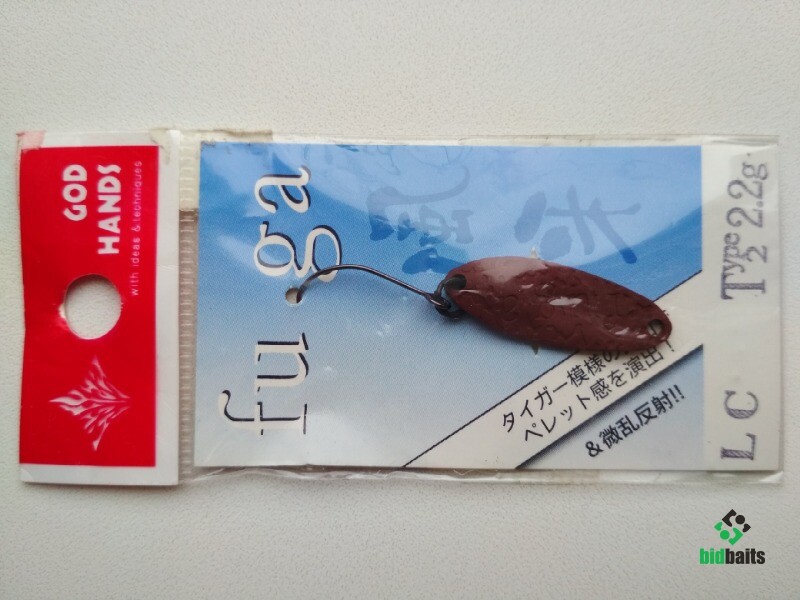 GOD
HANDS
with ideas & techniques
fu ga
タイガー模様の
ペレット感を演出!
&微乱反射!!
LC Type 2 2.2g.
bidbaits